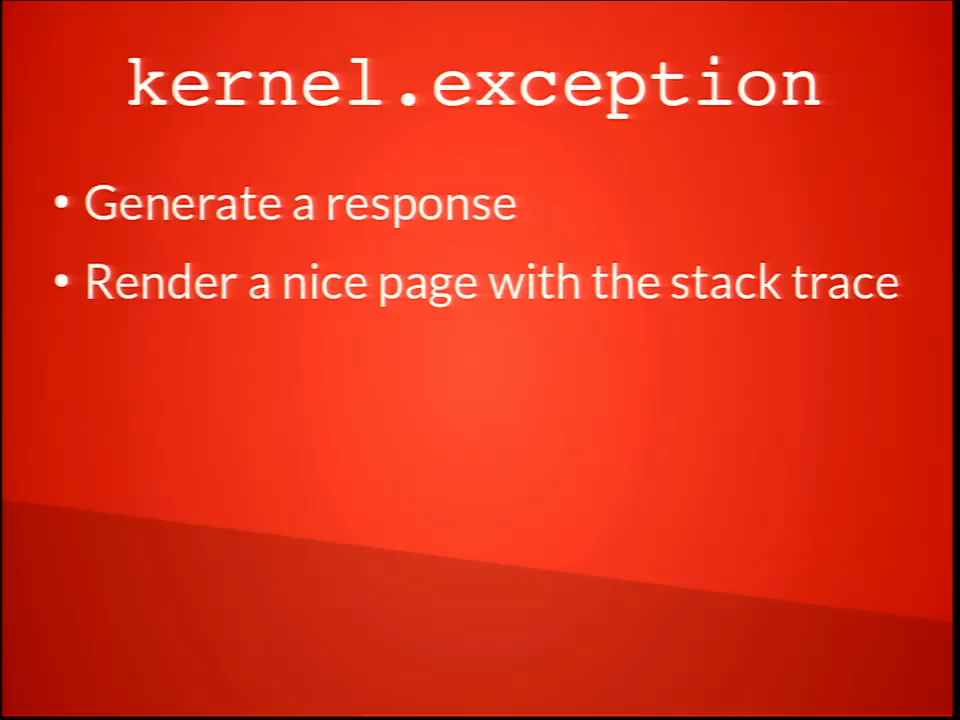 kernel.exception
• Generate a response
• Render a nice page with the stack trace